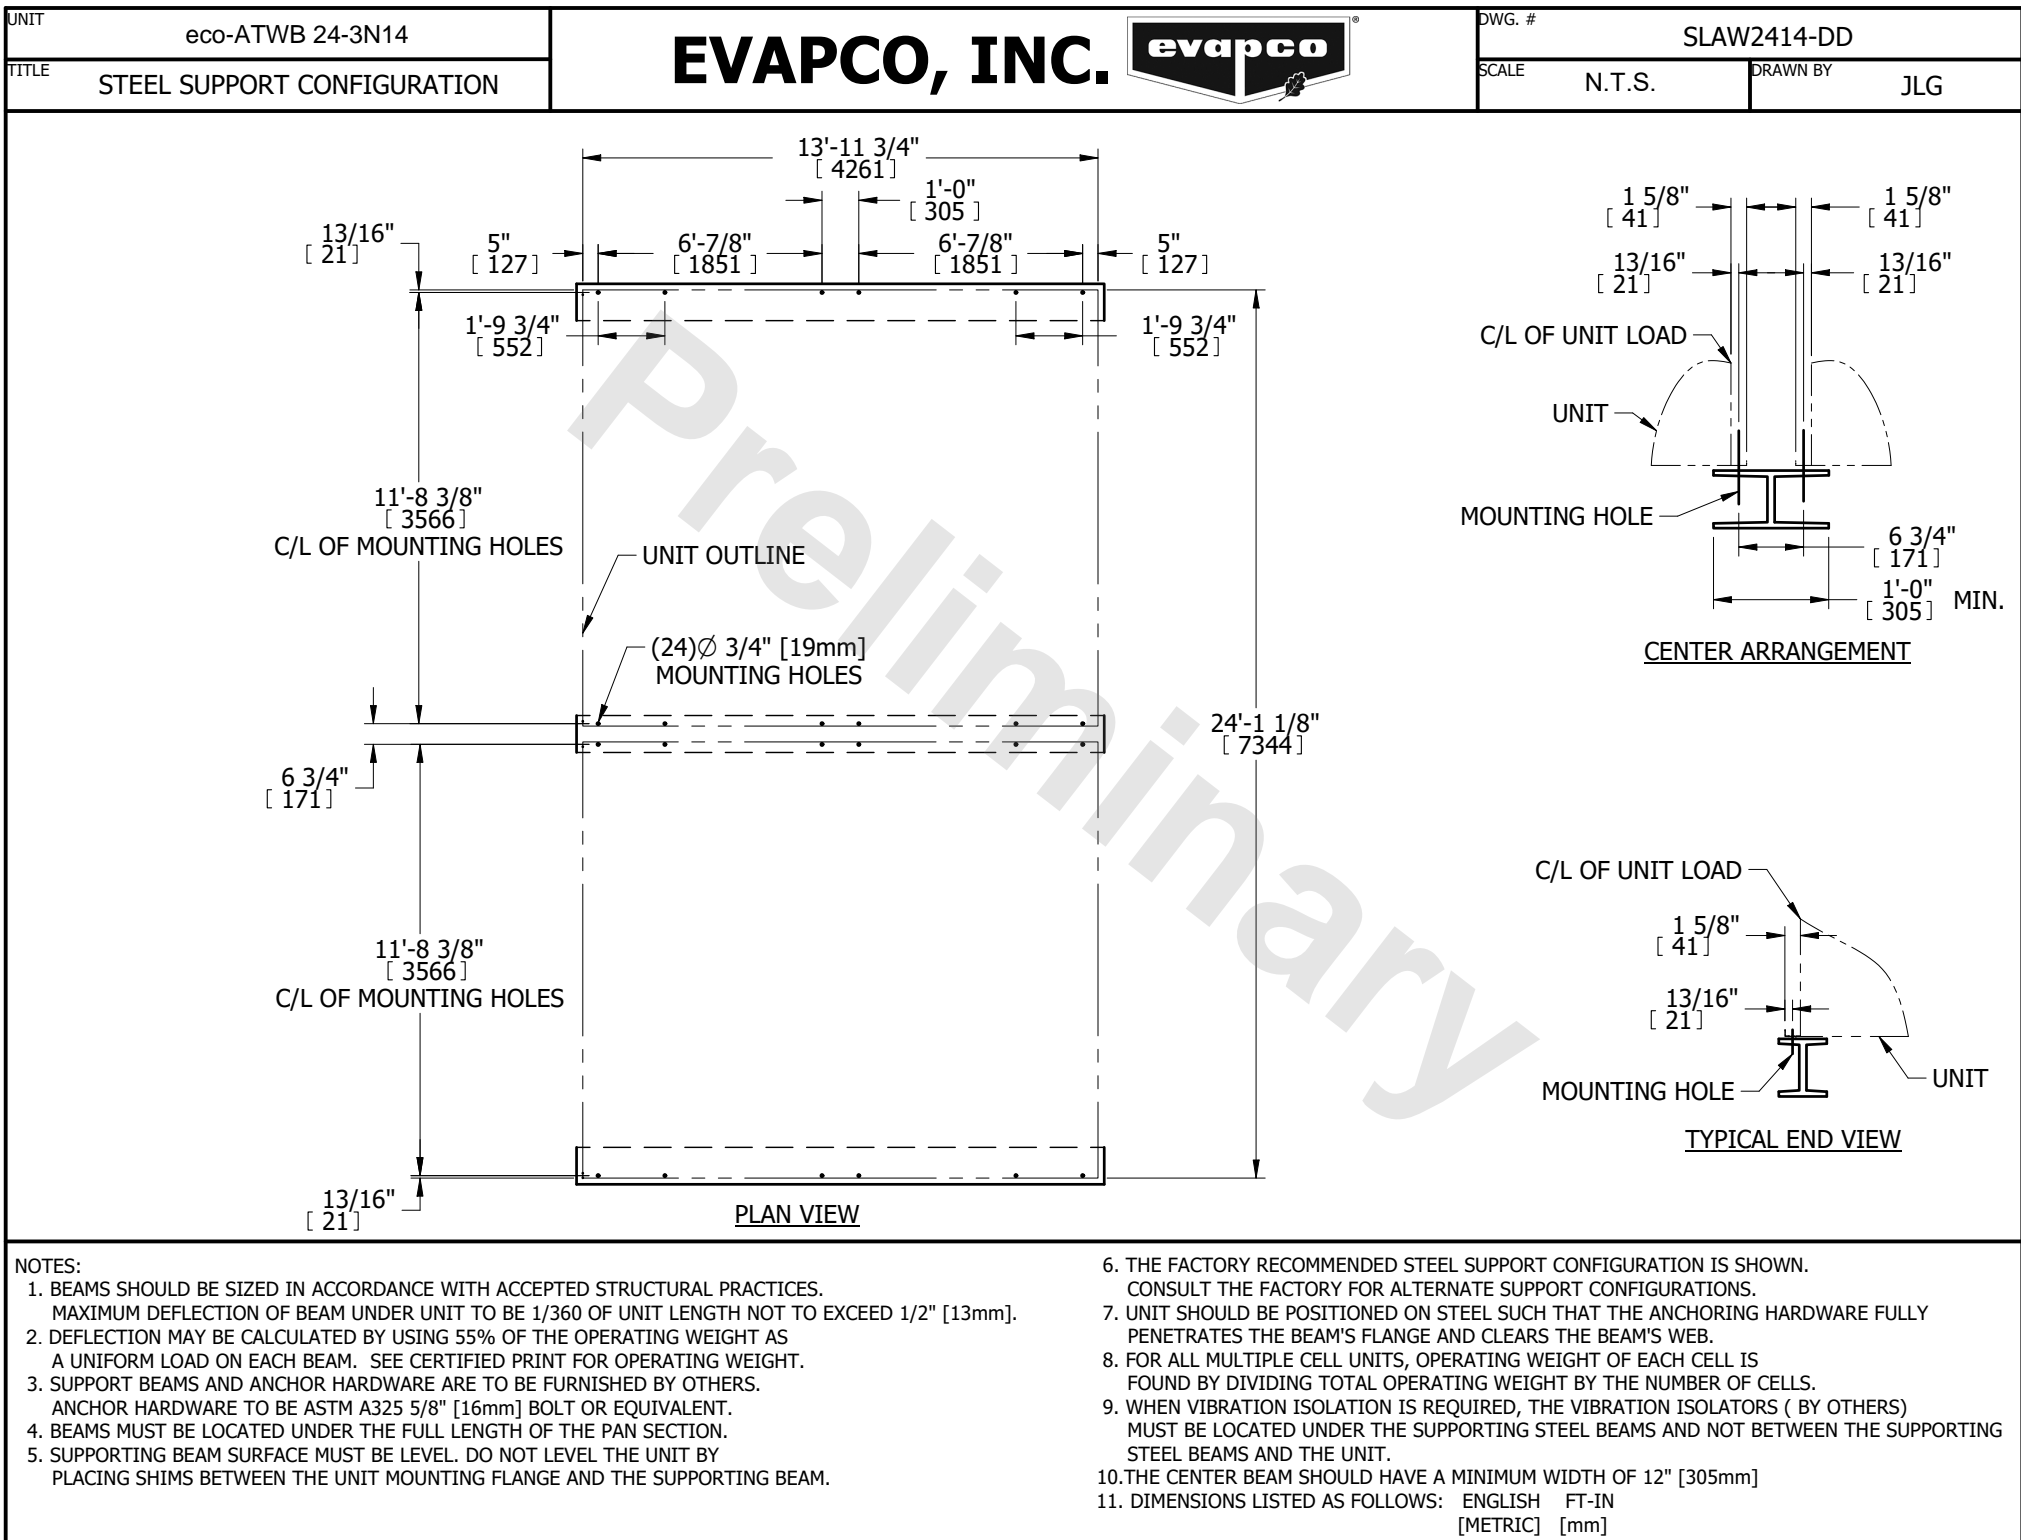 UNIT
eco-ATWB 24-3N14
TITLE
STEEL SUPPORT CONFIGURATION
EVAPCO, INC.
evapco
®
DWG. #
SLAW2414-DD
SCALE
N.T.S.
DRAWN BY
JLG
13'-11 3/4"
[ 4261 ]
1'-0"
[ 305 ]
13/16"
[ 21 ]
5"
[ 127 ]
6'-7/8"
[ 1851 ]
6'-7/8"
[ 1851 ]
5"
[ 127 ]
1'-9 3/4"
[ 552 ]
1'-9 3/4"
[ 552 ]
11'-8 3/8"
[ 3566 ]
C/L OF MOUNTING HOLES
UNIT OUTLINE
(24)∅ 3/4" [19mm]
MOUNTING HOLES
6 3/4"
[ 171 ]
24'-1 1/8"
[ 7344 ]
11'-8 3/8"
[ 3566 ]
C/L OF MOUNTING HOLES
13/16"
[ 21 ]
PLAN VIEW
Preliminary
1 5/8"
[ 41 ]
1 5/8"
[ 41 ]
13/16"
[ 21 ]
13/16"
[ 21 ]
C/L OF UNIT LOAD
UNIT
MOUNTING HOLE
6 3/4"
[ 171 ]
1'-0"
[ 305 ] MIN.
CENTER ARRANGEMENT
C/L OF UNIT LOAD
1 5/8"
[ 41 ]
13/16"
[ 21 ]
MOUNTING HOLE
UNIT
TYPICAL END VIEW
NOTES:
1. BEAMS SHOULD BE SIZED IN ACCORDANCE WITH ACCEPTED STRUCTURAL PRACTICES.
MAXIMUM DEFLECTION OF BEAM UNDER UNIT TO BE 1/360 OF UNIT LENGTH NOT TO EXCEED 1/2" [13mm].
2. DEFLECTION MAY BE CALCULATED BY USING 55% OF THE OPERATING WEIGHT AS
A UNIFORM LOAD ON EACH BEAM. SEE CERTIFIED PRINT FOR OPERATING WEIGHT.
3. SUPPORT BEAMS AND ANCHOR HARDWARE ARE TO BE FURNISHED BY OTHERS.
ANCHOR HARDWARE TO BE ASTM A325 5/8" [16mm] BOLT OR EQUIVALENT.
4. BEAMS MUST BE LOCATED UNDER THE FULL LENGTH OF THE PAN SECTION.
5. SUPPORTING BEAM SURFACE MUST BE LEVEL. DO NOT LEVEL THE UNIT BY
PLACING SHIMS BETWEEN THE UNIT MOUNTING FLANGE AND THE SUPPORTING BEAM.
6. THE FACTORY RECOMMENDED STEEL SUPPORT CONFIGURATION IS SHOWN.
CONSULT THE FACTORY FOR ALTERNATE SUPPORT CONFIGURATIONS.
7. UNIT SHOULD BE POSITIONED ON STEEL SUCH THAT THE ANCHORING HARDWARE FULLY
PENETRATES THE BEAM'S FLANGE AND CLEARS THE BEAM'S WEB.
8. FOR ALL MULTIPLE CELL UNITS, OPERATING WEIGHT OF EACH CELL IS
FOUND BY DIVIDING TOTAL OPERATING WEIGHT BY THE NUMBER OF CELLS.
9. WHEN VIBRATION ISOLATION IS REQUIRED, THE VIBRATION ISOLATORS ( BY OTHERS)
MUST BE LOCATED UNDER THE SUPPORTING STEEL BEAMS AND NOT BETWEEN THE SUPPORTING
STEEL BEAMS AND THE UNIT.
10.THE CENTER BEAM SHOULD HAVE A MINIMUM WIDTH OF 12" [305mm]
11. DIMENSIONS LISTED AS FOLLOWS: ENGLISH FT-IN
[METRIC] [mm]